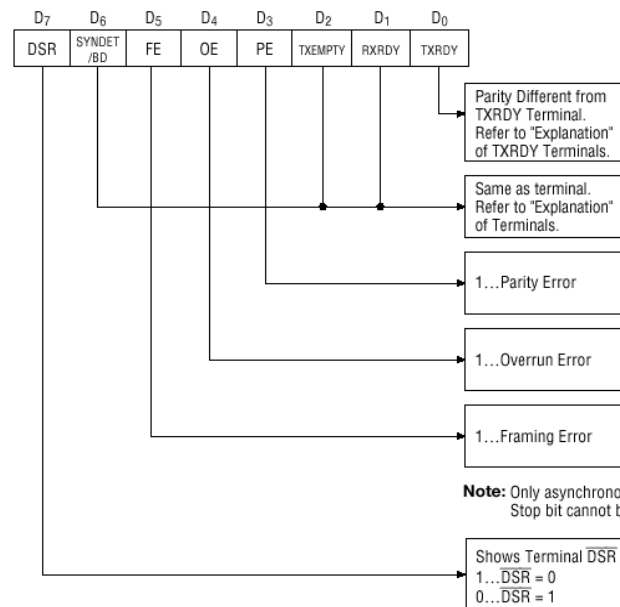 D7 D6 D5 D4 D3 D2 D1 D0
DSR SYNDET/BD FE OE PE TXEMPTY RXRDY TXRDY
Parity Different from
TXRDY Terminal.
Refer to "Explanation"
of TXRDY Terminals.
Same as terminal.
Refer to "Explanation"
of Terminals.
1...Parity Error
1...Overrun Error
1...Framing Error
Note: Only asynchrono
Stop bit cannot b
Shows Terminal D̅S̅R̅
1...D̅S̅R̅ = 0
0...D̅S̅R̅ = 1